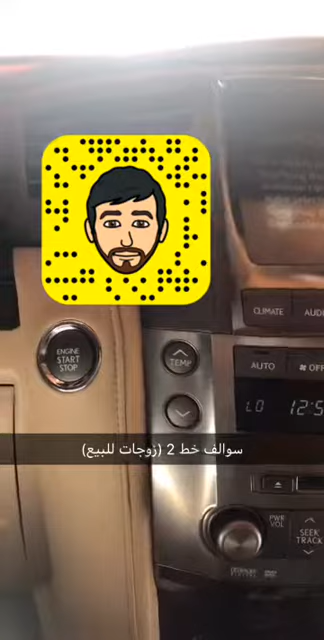 CLIMATE
AUDIO
ENGINE
START
STOP
TEMP
AUTO
OFF
LO
12:5
سوالف خط 2 (زوجات للبيع)
PWR
VOL
SEEK
TRACK